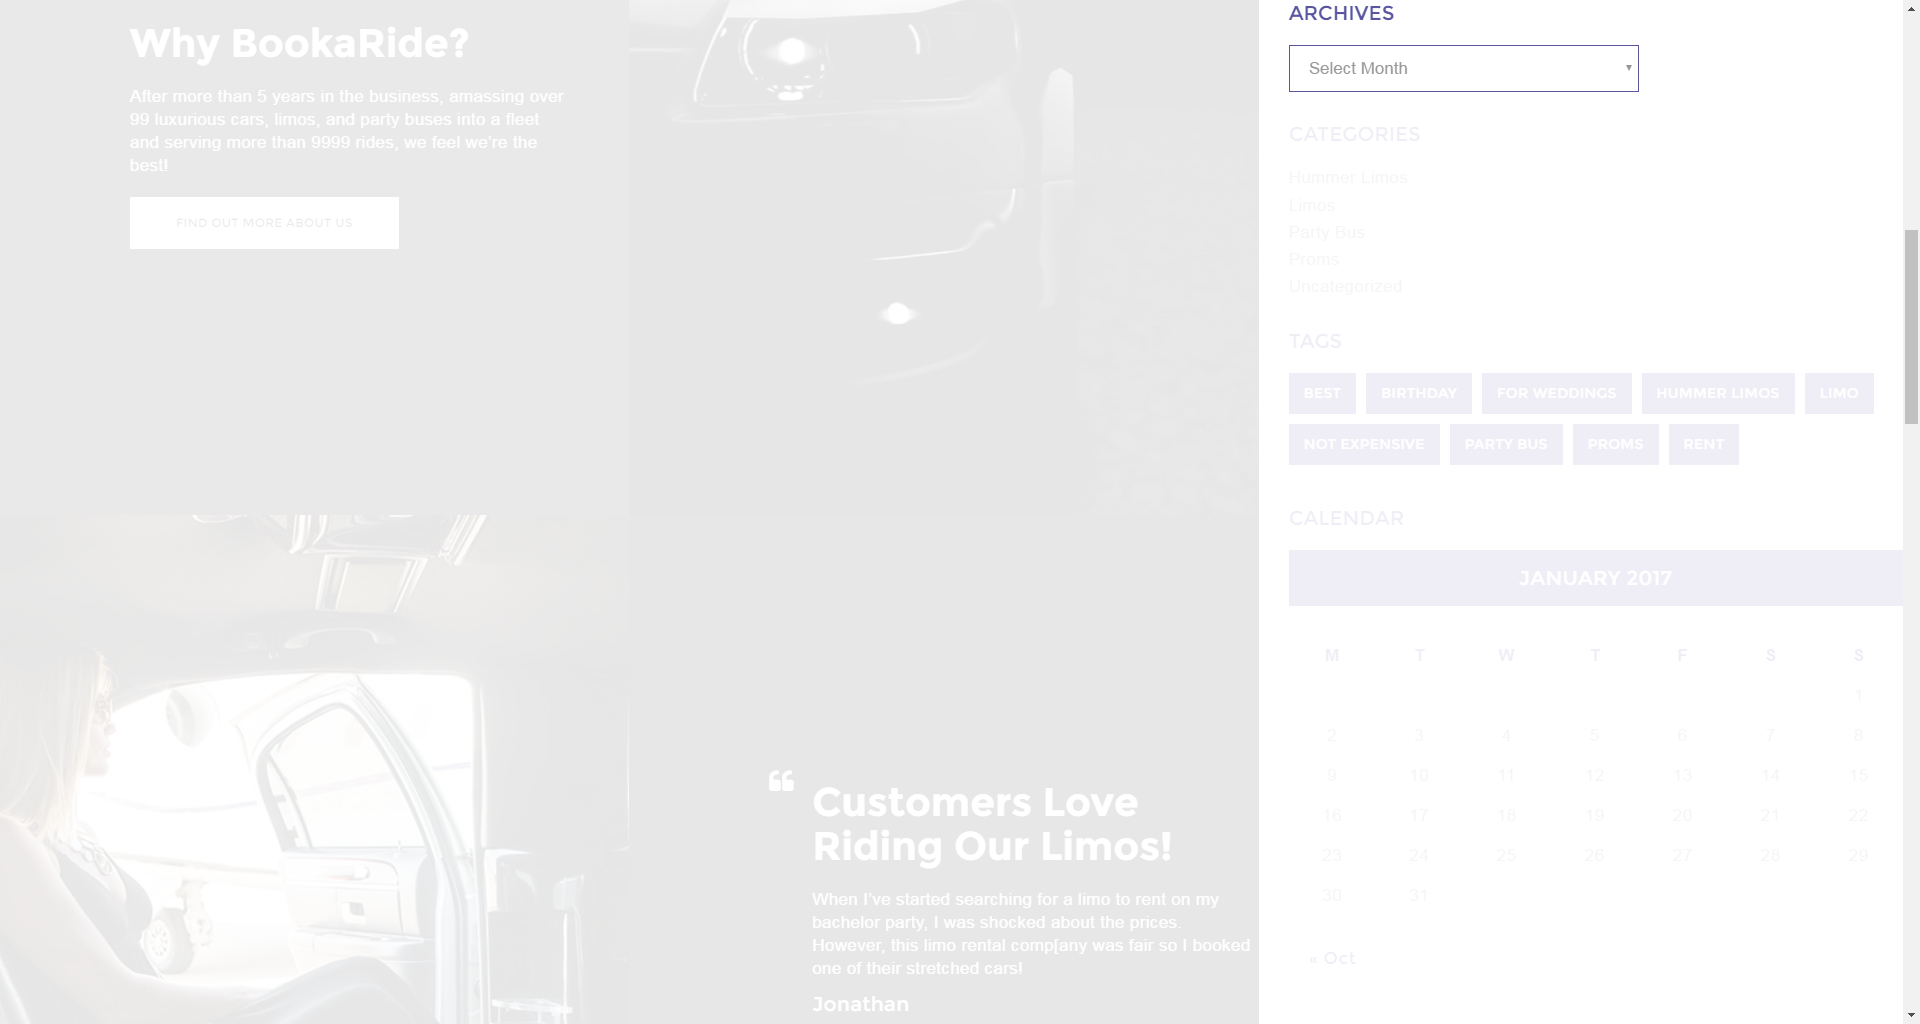 Why BookaRide?
After more than 5 years in the business, amassing over
99 luxurious cars, limos, and party buses into a fleet
and serving more than 9999 rides, we feel we're the
best!
FIND OUT MORE ABOUT US
“
Customers Love
Riding Our Limos!
When I've started searching for a limo to rent on my
bachelor party, I was shocked about the prices.
However, this limo rental comp[any was fair so I booked
one of their stretched cars!
Jonathan
ARCHIVES
Select Month
CATEGORIES
Hummer Limos
Limos
Party Bus
Proms
Uncategorized
TAGS
BEST BIRTHDAY FOR WEDDINGS HUMMER LIMOS LIMO
NOT EXPENSIVE PARTY BUS PROMS RENT
CALENDAR
JANUARY 2017
M T W T F S S
1
2 3 4 5 6 7 8
9 10 11 12 13 14 15
16 17 18 19 20 21 22
23 24 25 26 27 28 29
30 31
« Oct